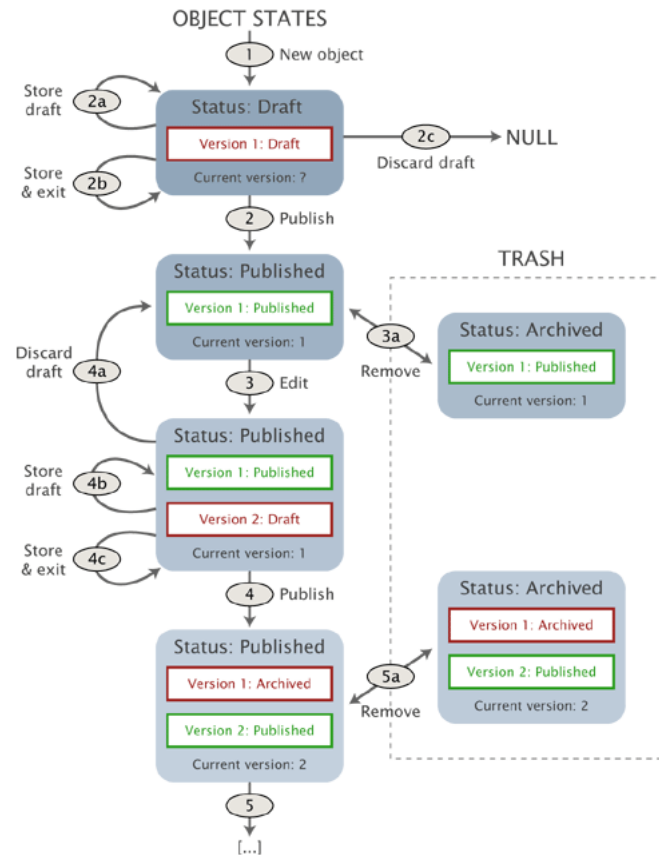 OBJECT STATES
1
New object
Store
draft
2a
Status: Draft
Version 1: Draft
Current version: ?
2c
Discard draft
NULL
Store
& exit
2b
2
Publish
Status: Published
Version 1: Published
Current version: 1
TRASH
3a
Remove
Status: Archived
Version 1: Published
Current version: 1
Discard
draft
4a
3
Edit
Status: Published
Version 1: Published
Version 2: Draft
Current version: 1
Store
draft
4b
Store
& exit
4c
4
Publish
Status: Published
Version 1: Archived
Version 2: Published
Current version: 2
5a
Remove
Status: Archived
Version 1: Archived
Version 2: Published
Current version: 2
5
[...]